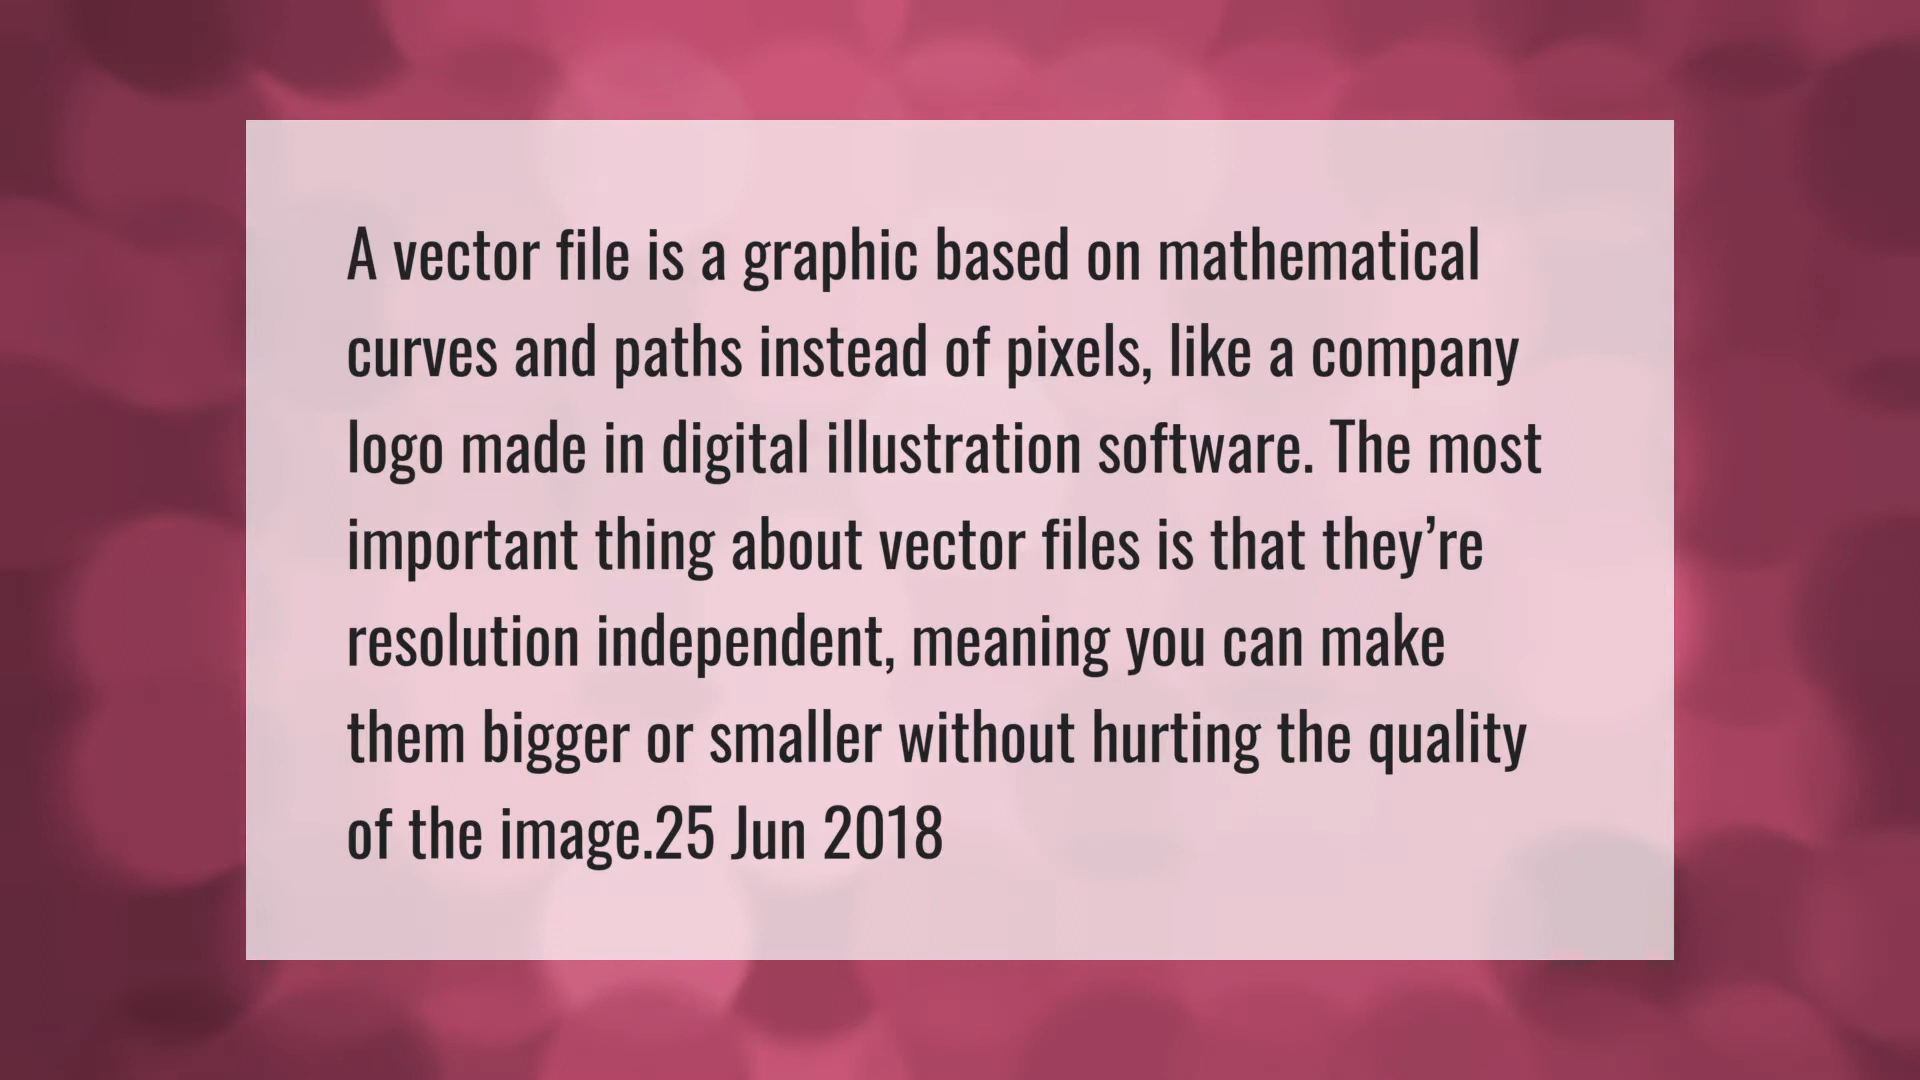 A vector file is a graphic based on mathematical
curves and paths instead of pixels, like a company
logo made in digital illustration software. The most
important thing about vector files is that they’re
resolution independent, meaning you can make
them bigger or smaller without hurting the quality
of the image.25 Jun 2018